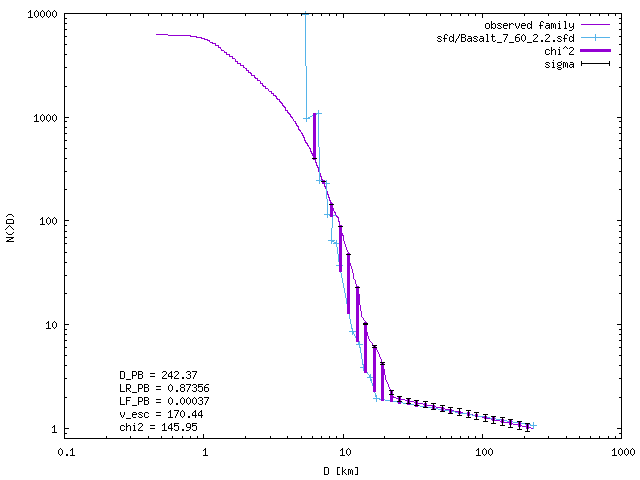 10000
1000
100
10
1
N(>D)
observed family
sfd/Basalt_7_60_2.2.sfd
chi^2
sigma
D_PB = 242.37
LR_PB = 0.87356
LF_PB = 0.00037
v_esc = 170.44
chi2 = 145.95
0.1 1 10 100 1000
D [km]